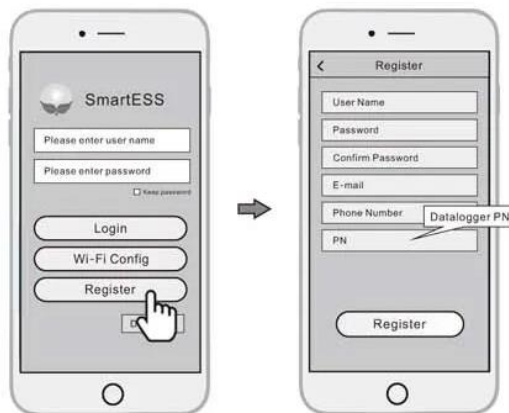 SmartESS
Please enter user name
Please enter password
Keep password
Login
Wi-Fi Config
Register
D
Register
User Name
Password
Confirm Password
E-mail
Phone Number
Datalogger PN
PN
Register